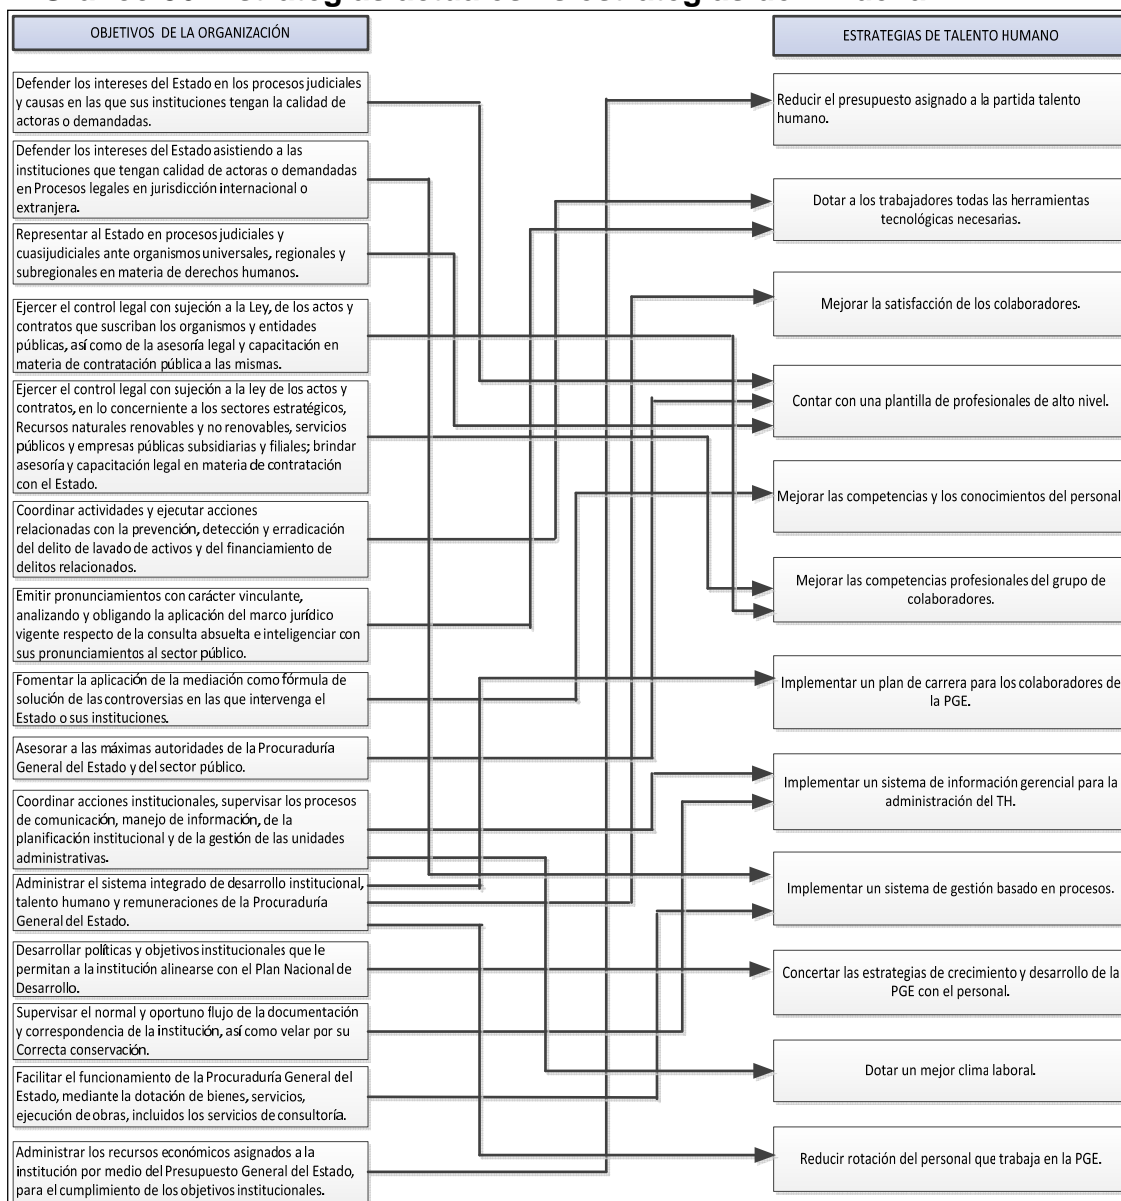 OBJETIVOS DE LA ORGANIZACIÓN
Defender los intereses del Estado en los procesos judiciales
y causas en las que sus instituciones tengan la calidad de
actoras o demandadas.
Defender los intereses del Estado asistiendo a las
instituciones que tengan calidad de actoras o demandadas
en Procesos legales en jurisdicción internacional o
extranjera.
Representar al Estado en procesos judiciales y
cuasijudiciales ante organismos universales, regionales y
subregionales en materia de derechos humanos.
Ejercer el control legal con sujeción a la Ley, de los actos y
contratos que suscriban los organismos y entidades
públicas, así como de la asesoría legal y capacitación en
materia de contratación pública a las mismas.
Ejercer el control legal con sujeción a la ley de los actos y
contratos, en lo concerniente a los sectores estratégicos,
Recursos naturales renovables y no renovables, servicios
públicos y empresas públicas subsidiarias y filiales; brindar
asesoría y capacitación legal en materia de contratación
con el Estado.
Coordinar actividades y ejecutar acciones
relacionadas con la prevención, detección y erradicación
del delito de lavado de activos y del financiamiento de
delitos relacionados.
Emitir pronunciamientos con carácter vinculante,
analizando y obligando la aplicación del marco jurídico
vigente respecto de la consulta absuelta e inteligenciar con
sus pronunciamientos al sector público.
Fomentar la aplicación de la mediación como fórmula de
solución de las controversias en las que intervenga el
Estado o sus instituciones.
Asesorar a las máximas autoridades de la Procuraduría
General del Estado y del sector público.
Coordinar acciones institucionales, supervisar los procesos
de comunicación, manejo de información, de la
planificación institucional y de la gestión de las unidades
administrativas.
Administrar el sistema integrado de desarrollo institucional,
talento humano y remuneraciones de la Procuraduría
General del Estado.
Desarrollar políticas y objetivos institucionales que le
permitan a la institución alinearse con el Plan Nacional de
Desarrollo.
Supervisar el normal y oportuno flujo de la documentación
y correspondencia de la institución, así como velar por su
Correcta conservación.
Facilitar el funcionamiento de la Procuraduría General del
Estado, mediante la dotación de bienes, servicios,
ejecución de obras, incluidos los servicios de consultoría.
Administrar los recursos económicos asignados a la
institución por medio del Presupuesto General del Estado,
para el cumplimiento de los objetivos institucionales.
ESTRATEGIAS DE TALENTO HUMANO
Reducir el presupuesto asignado a la partida talento
humano.
Dotar a los trabajadores todas las herramientas
tecnológicas necesarias.
Mejorar la satisfacción de los colaboradores.
Contar con una plantilla de profesionales de alto nivel.
Mejorar las competencias y los conocimientos del personal
Mejorar las competencias profesionales del grupo de
colaboradores.
Implementar un plan de carrera para los colaboradores de
la PGE.
Implementar un sistema de información gerencial para la
administración del TH.
Implementar un sistema de gestión basado en procesos.
Concertar las estrategias de crecimiento y desarrollo de la
PGE con el personal.
Dotar un mejor clima laboral.
Reducir rotación del personal que trabaja en la PGE.